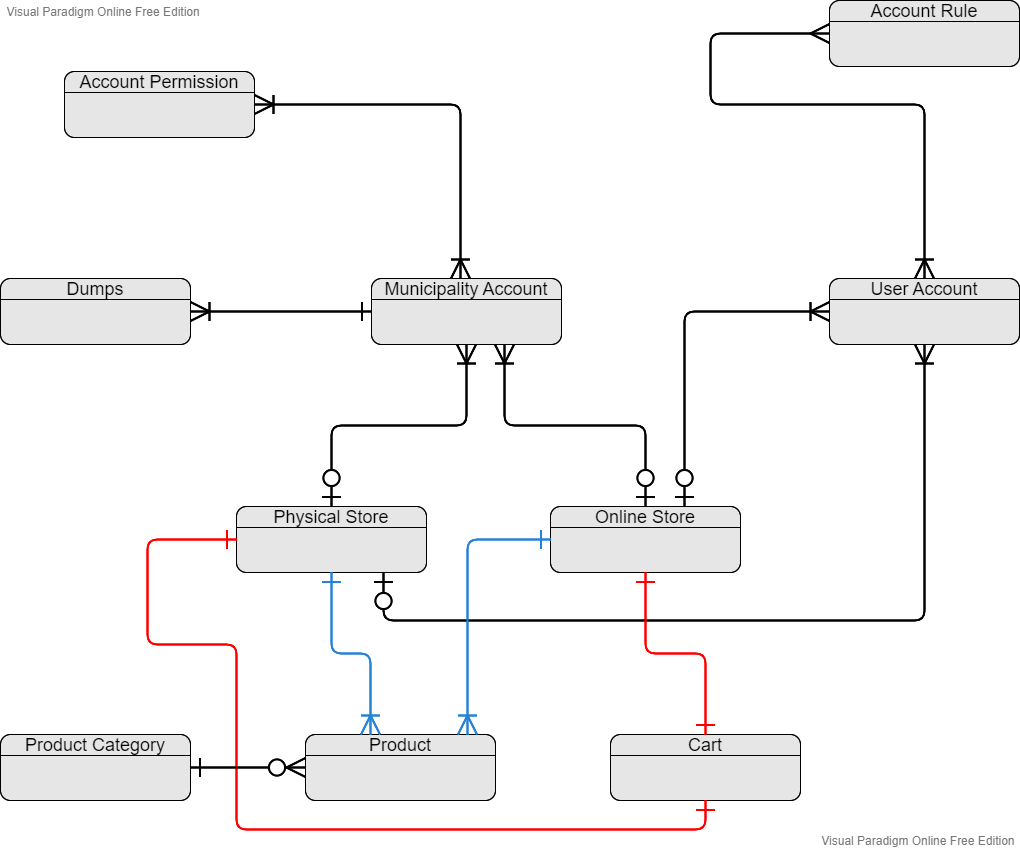 Visual Paradigm Online Free Edition
Account Rule
Account Permission
Dumps
Municipality Account
User Account
Physical Store
Online Store
Product Category
Product
Cart
Visual Paradigm Online Free Edition